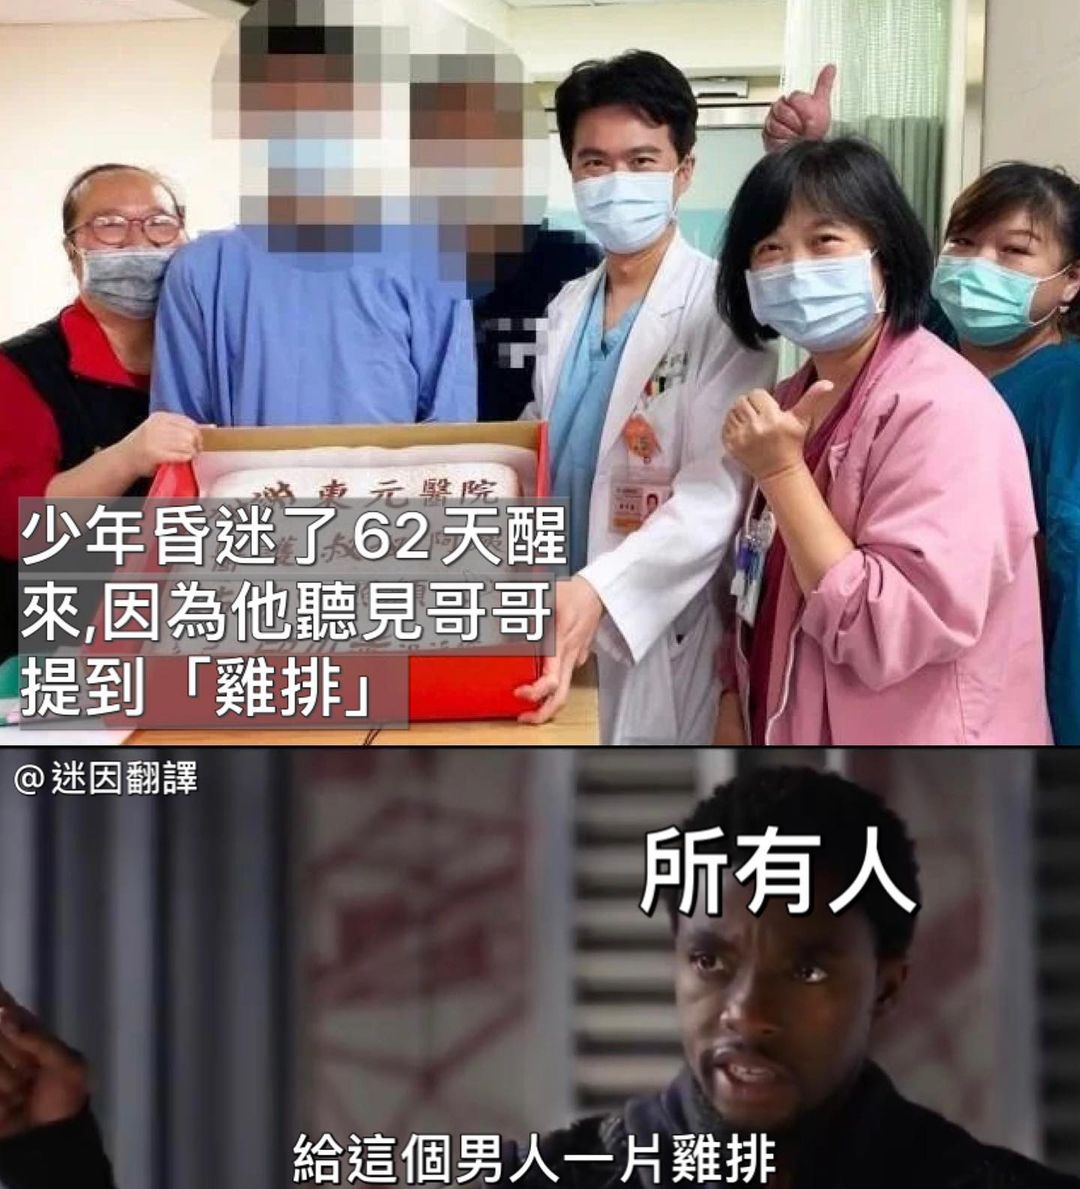 東元醫院
少年昏迷了62天醒
來,因為他聽見哥哥
提到「雞排」
@迷因翻譯
所有人
給這個男人一片雞排